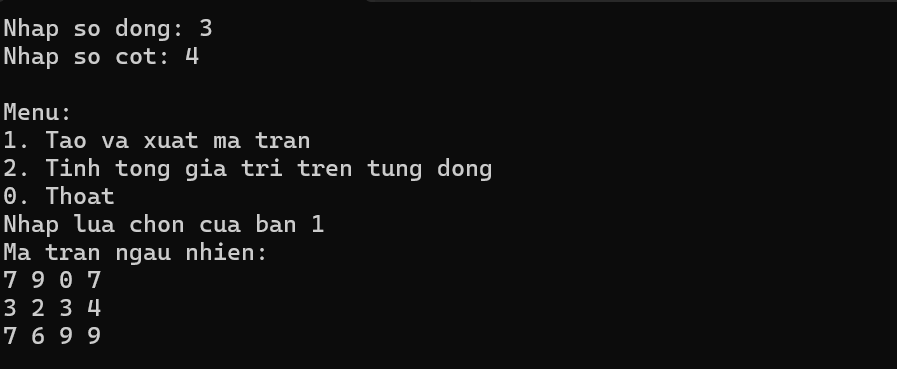 Nhap so dong: 3
Nhap so cot: 4
Menu:
1. Tao va xuat ma tran
2. Tinh tong gia tri tren tung dong
0. Thoat
Nhap lua chon cua ban 1
Ma tran ngau nhien:
7 9 0 7
3 2 3 4
7 6 9 9